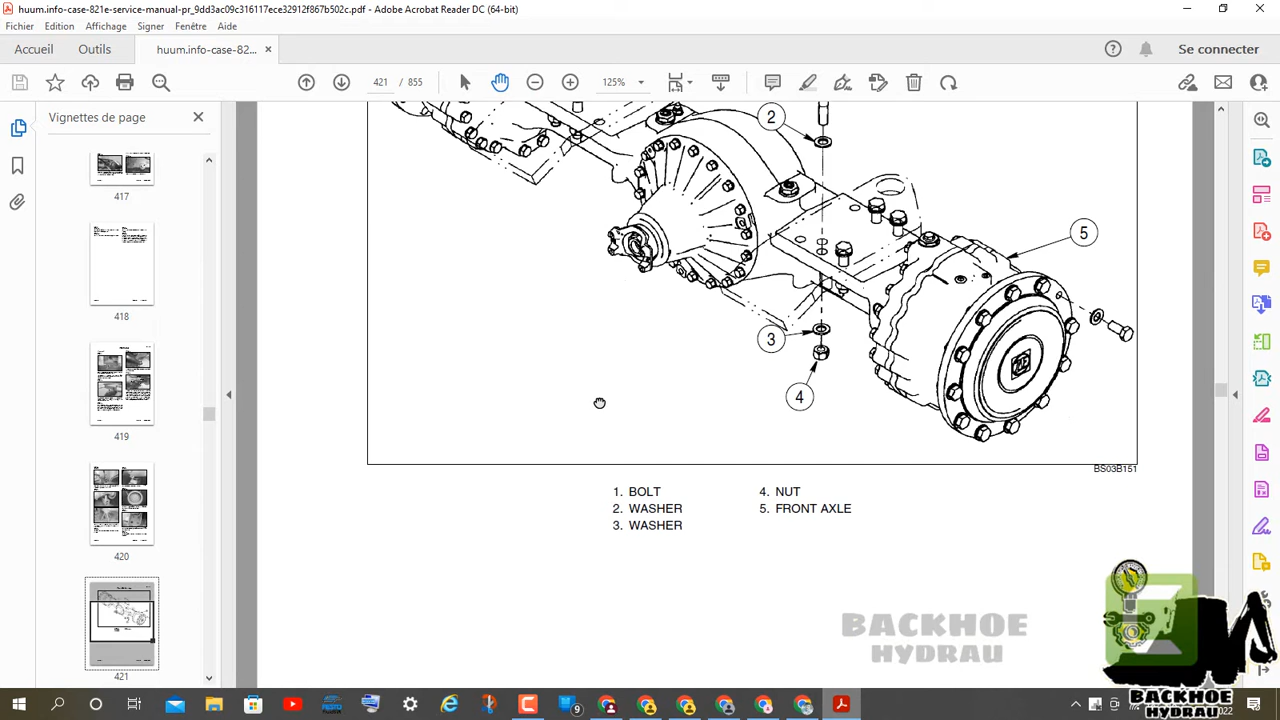 huum.info-case-821e-service-manual-pr_9dd3ac09c316117ece32912f867b502c.pdf - Adobe Acrobat Reader DC (64-bit)
Fichier Edition Affichage Signer Fenêtre Aide
Accueil Outils huum.info-case-82... × Se connecter
421 / 855 125%
Vignettes de page
417
418
419
420
421
2
5
3
4
BS03B151
1. BOLT 4. NUT
2. WASHER 5. FRONT AXLE
3. WASHER
BACKHOE
HYDRAU
BACKHOE
HYDRAU
9